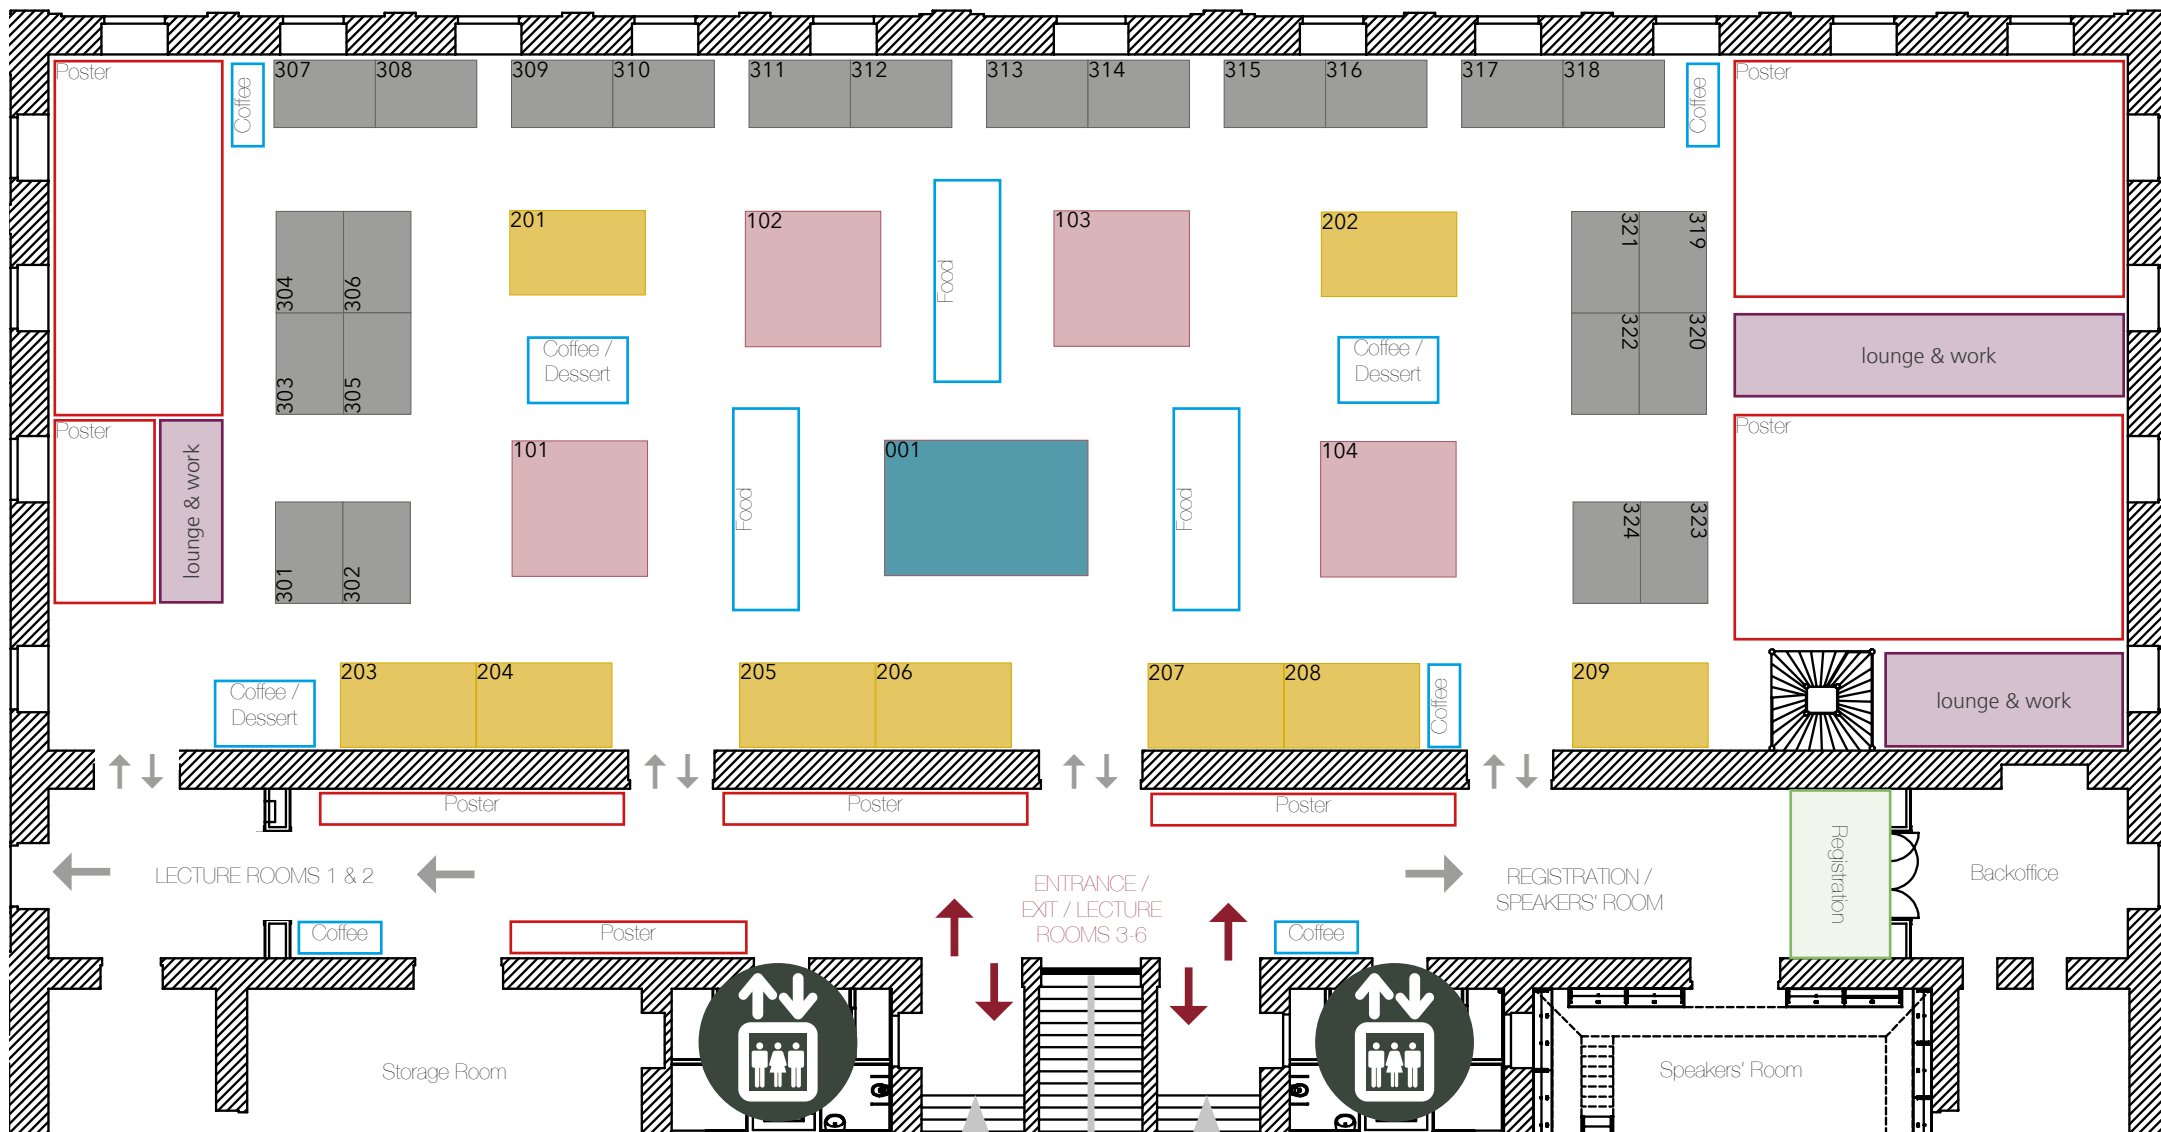 Poster
Coffee
307
308
309
310
311
312
313
314
315
316
317
318
Coffee
Poster
304
306
303
305
201
102
Food
103
202
321
319
322
320
Coffee /
Dessert
Coffee /
Dessert
lounge & work
Poster
lounge & work
301
302
101
Food
001
Food
104
324
323
Poster
Coffee /
Dessert
203
204
205
206
207
208
Coffee
209
lounge & work
Poster
Poster
Poster
LECTURE ROOMS 1 & 2
ENTRANCE /
EXIT / LECTURE
ROOMS 3-6
REGISTRATION /
SPEAKERS' ROOM
Registration
Backoffice
Coffee
Poster
Coffee
Storage Room
Speakers' Room